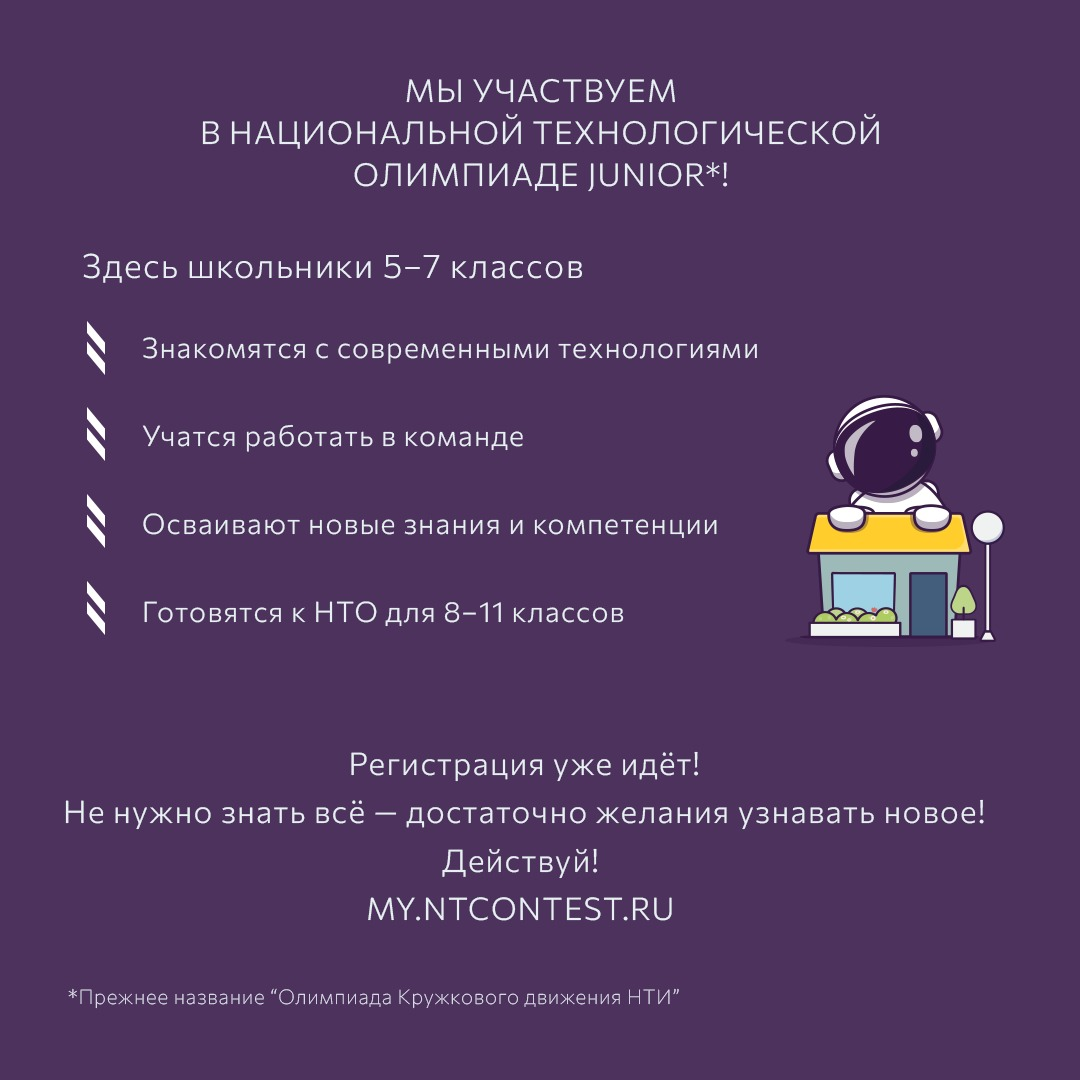 МЫ УЧАСТВУЕМ
В НАЦИОНАЛЬНОЙ ТЕХНОЛОГИЧЕСКОЙ
ОЛИМПИАДЕ JUNIOR*!
Здесь школьники 5–7 классов
Знакомятся с современными технологиями
Учатся работать в команде
Осваивают новые знания и компетенции
Готовятся к НТО для 8–11 классов
Регистрация уже идёт!
Не нужно знать всё — достаточно желания узнавать новое!
Действуй!
MY.NTCONTEST.RU
*Прежнее название “Олимпиада Кружкового движения НТИ”